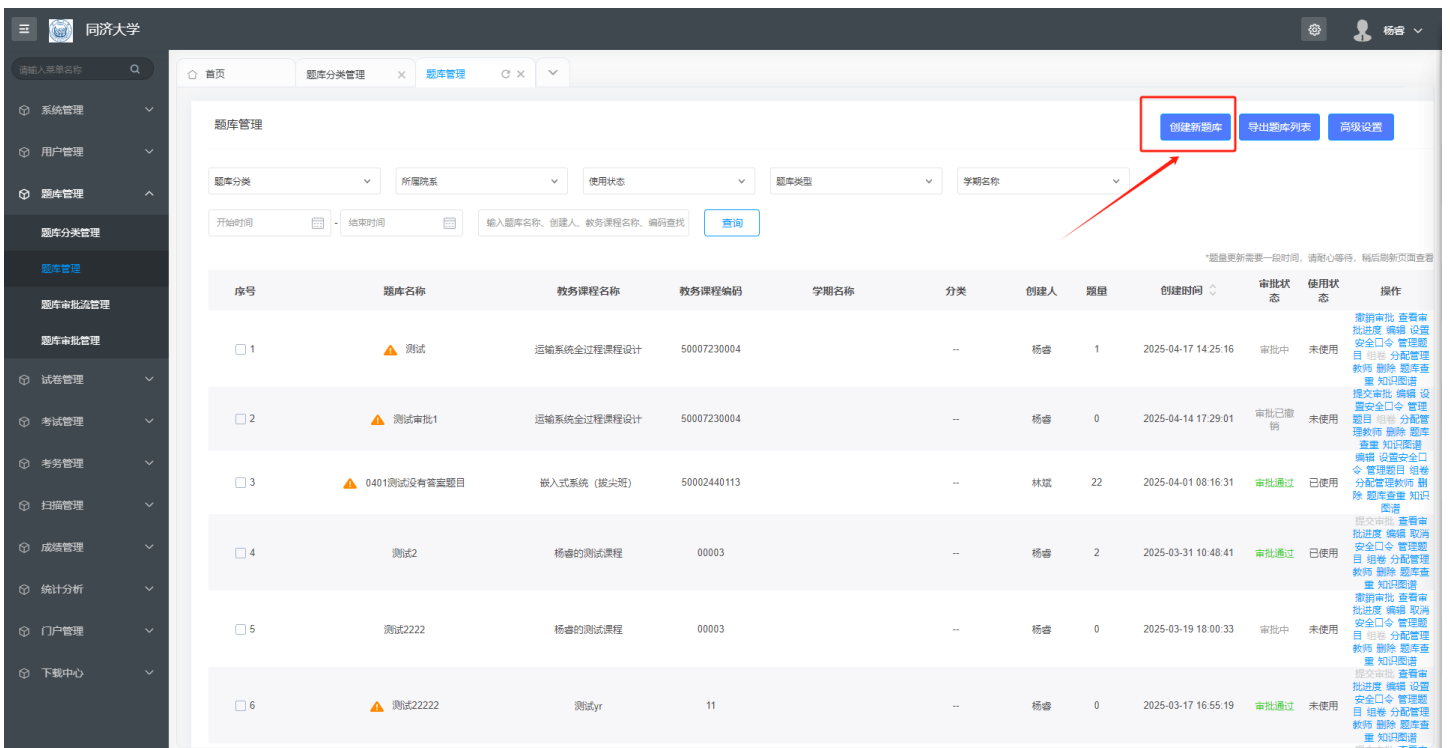 同济大学
杨睿
请输入菜单名称
首页
题库分类管理
题库管理
系统管理
用户管理
题库管理
题库分类管理
题库管理
题库审批流管理
题库审批管理
试卷管理
考试管理
考务管理
扫描管理
成绩管理
统计分析
门户管理
下载中心
题库管理
创建新题库
导出题库列表
高级设置
题库分类
所属院系
使用状态
题库类型
学期名称
开始时间
-
结束时间
输入题库名称、创建人、教务课程名称、编码查找
查询
*题量更新需要一段时间，请耐心等待，稍后刷新页面查看
序号 题库名称 教务课程名称 教务课程编码 学期名称 分类 创建人 题量 创建时间 审批状态 使用状态 操作
1 测试 运输系统全过程课程设计 50007230004 -- 杨睿 1 2025-04-17 14:25:16 审批中 未使用
撤销审批 查看审
批进度 编辑 设置
安全口令 管理题
目 组卷 分配管理
教师 删除 题库查
重 知识图谱
2 测试审批1 运输系统全过程课程设计 50007230004 -- 杨睿 0 2025-04-14 17:29:01 审批已撤销 未使用
提交审批 编辑 设
置安全口令 管理
题目 组卷 分配管
理教师 删除 题库
查重 知识图谱
3 0401测试没有答案题目 嵌入式系统（拔尖班） 50002440113 -- 林斌 22 2025-04-01 08:16:31 审批通过 已使用
编辑 设置安全口
令 管理题目 组卷
分配管理教师 删
除 题库查重 知识
图谱
4 测试2 杨睿的测试课程 00003 -- 杨睿 2 2025-03-31 10:48:41 审批通过 已使用
提交审批 查看审
批进度 编辑 取消
安全口令 管理题
目 组卷 分配管理
教师 删除 题库查
重 知识图谱
5 测试2222 杨睿的测试课程 00003 -- 杨睿 0 2025-03-19 18:00:33 审批中 未使用
撤销审批 查看审
批进度 编辑 取消
安全口令 管理题
目 组卷 分配管理
教师 删除 题库查
重 知识图谱
6 测试22222 测试yr 11 -- 杨睿 0 2025-03-17 16:55:19 审批通过 未使用
提交审批 查看审
批进度 编辑 设置
安全口令 管理题
目 组卷 分配管理
教师 删除 题库查
重 知识图谱